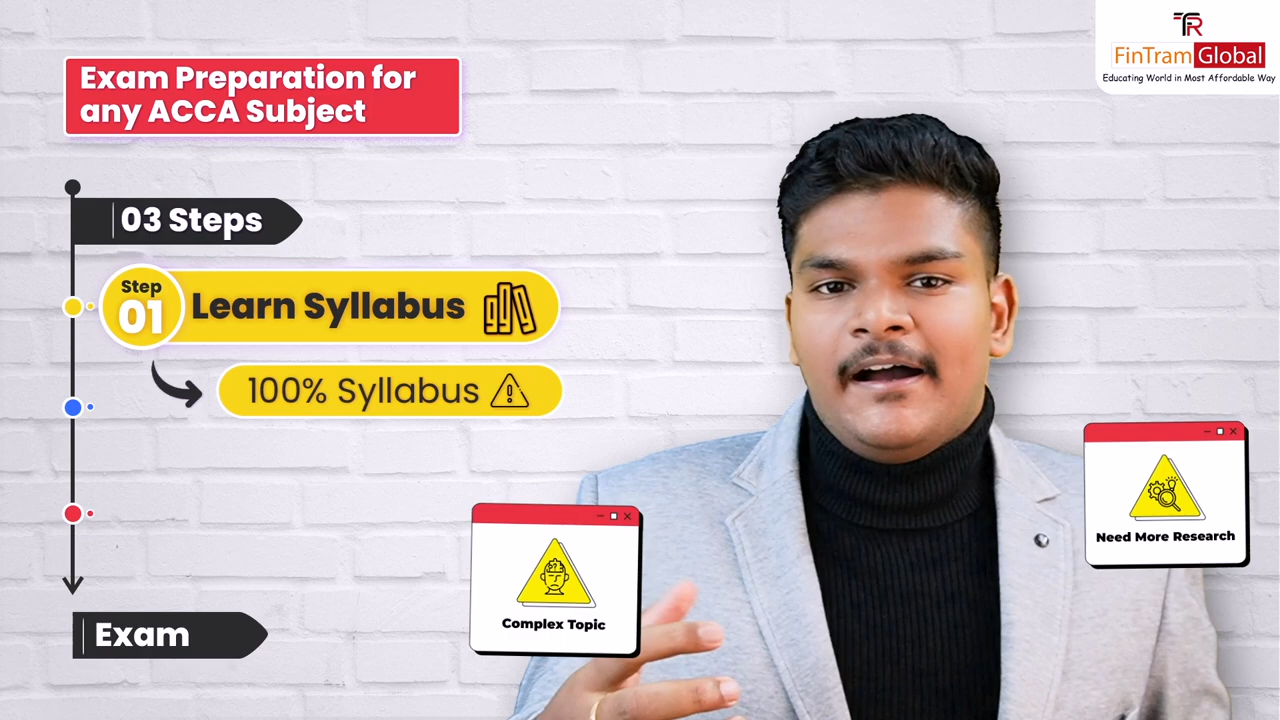 Exam Preparation for
any ACCA Subject
FR
FinTram Global
Educating World in Most Affordable Way
03 Steps
Step
01
Learn Syllabus
100% Syllabus
Need More Research
Complex Topic
Exam